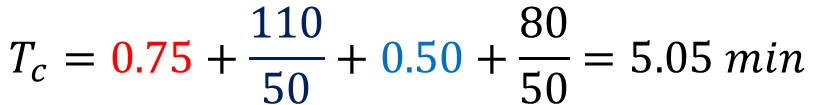 T_c = 0.75 + 110/50 + 0.50 + 80/50 = 5.05 min